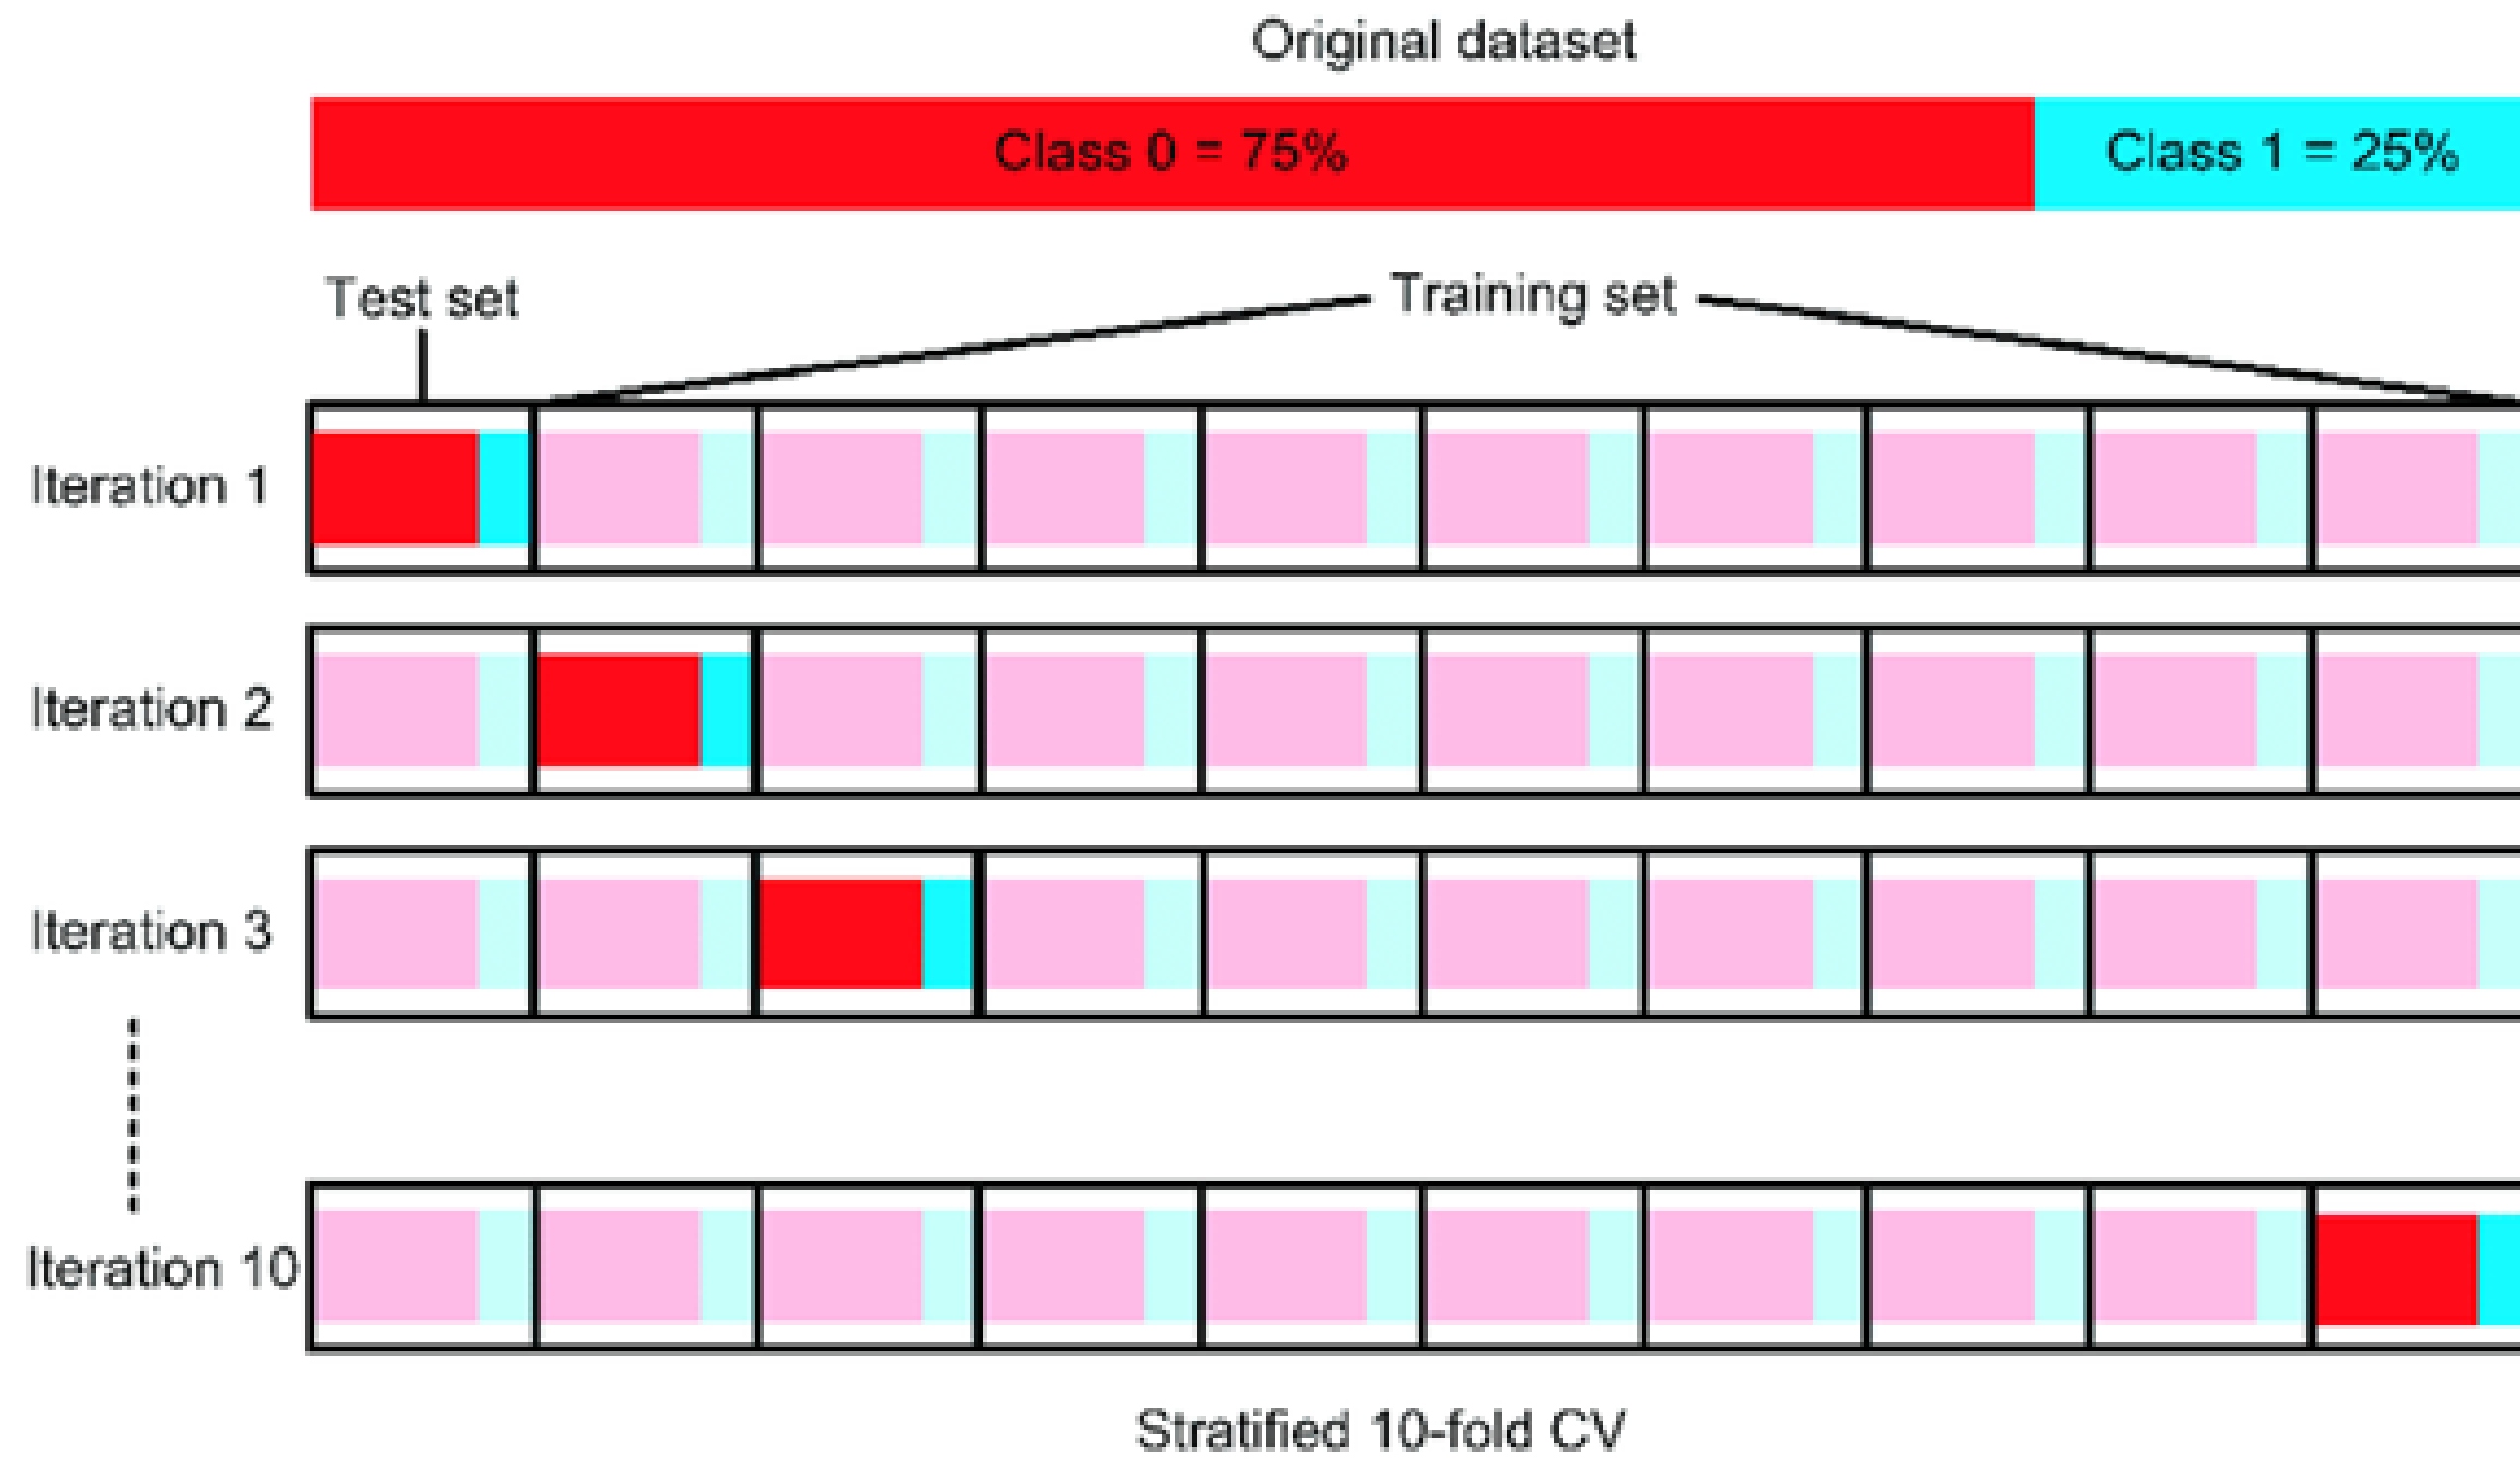 Original dataset
Class 0 = 75%
Class 1 = 25%
Test set
Training set
Iteration 1
Iteration 2
Iteration 3
Iteration 10
Stratified 10-fold CV